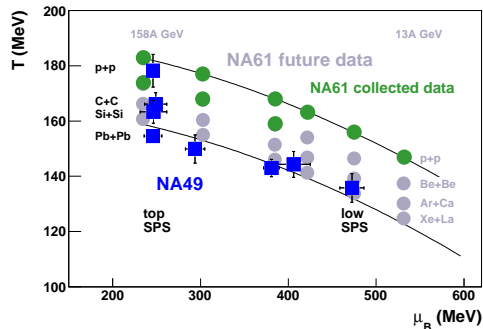 T (MeV)
200
180
160
140
120
100
200
300
400
500
600
μB (MeV)
158A GeV
13A GeV
NA61 future data
NA61 collected data
p+p
C+C
Si+Si
Pb+Pb
NA49
top
SPS
low
SPS
p+p
Be+Be
Ar+Ca
Xe+La